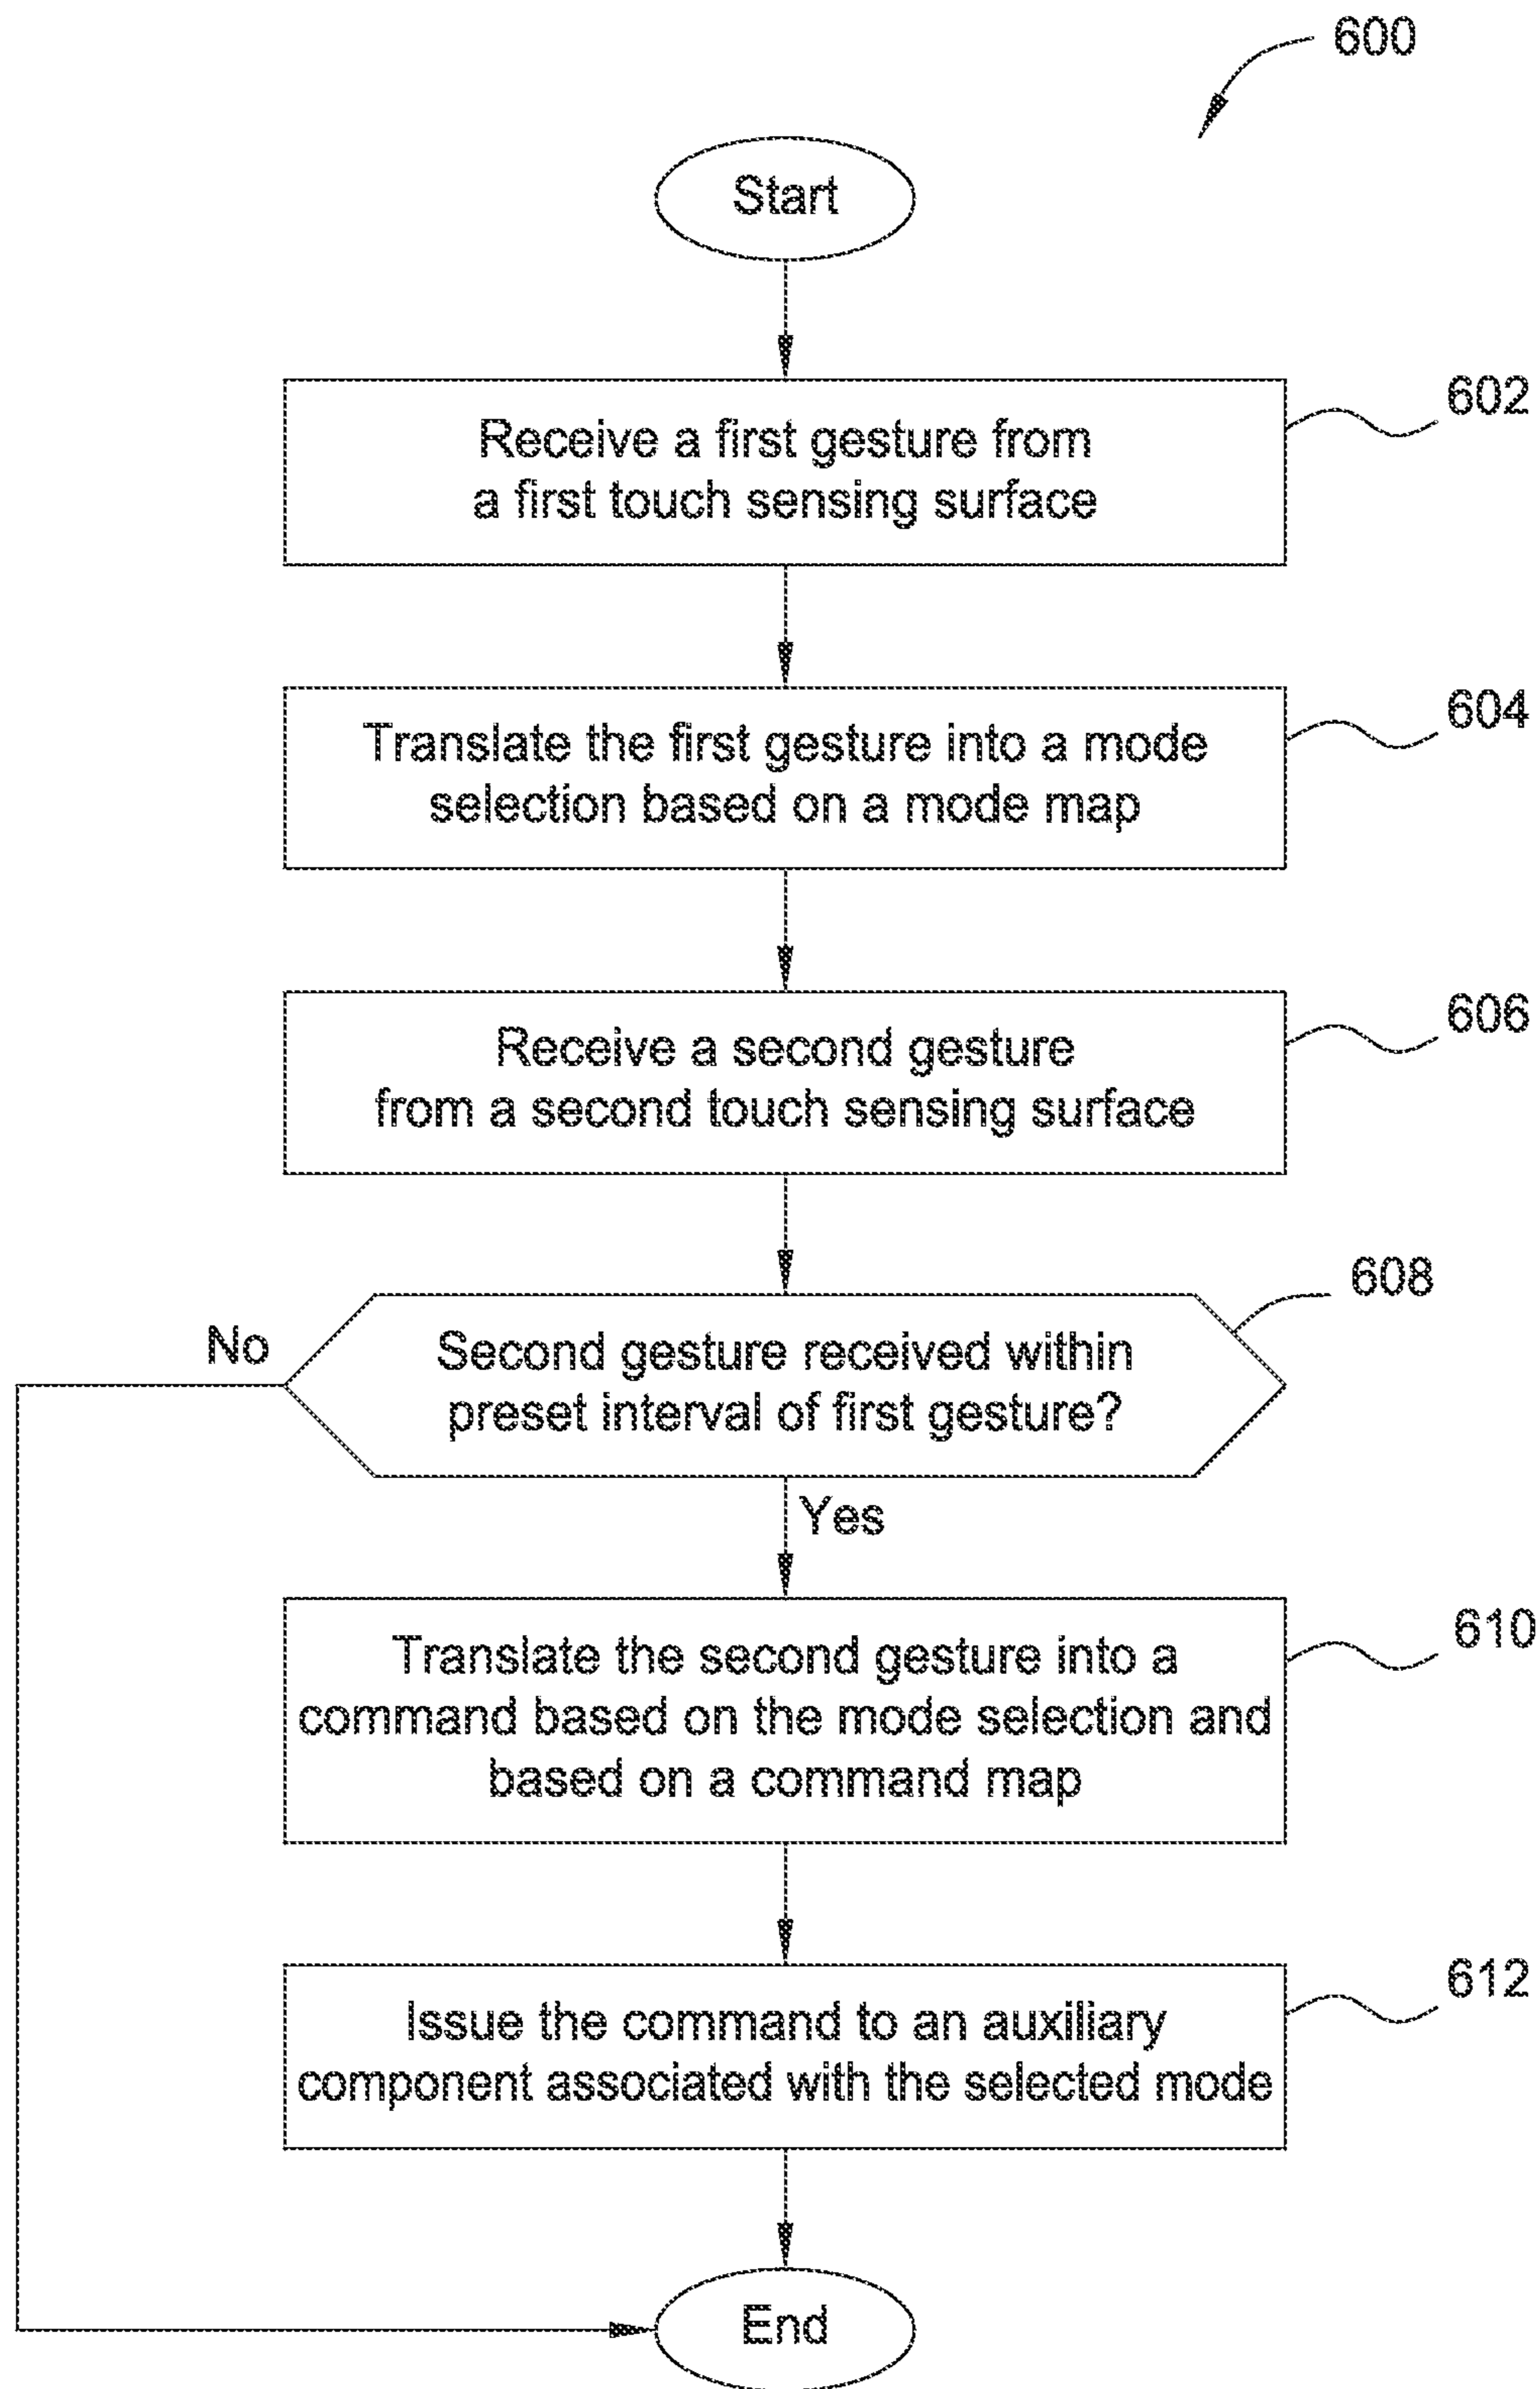 600
Start
Receive a first gesture from
a first touch sensing surface
602
Translate the first gesture into a mode
selection based on a mode map
604
Receive a second gesture
from a second touch sensing surface
606
608
No
Second gesture received within
preset interval of first gesture?
Yes
Translate the second gesture into a
command based on the mode selection and
based on a command map
610
Issue the command to an auxiliary
component associated with the selected mode
612
End